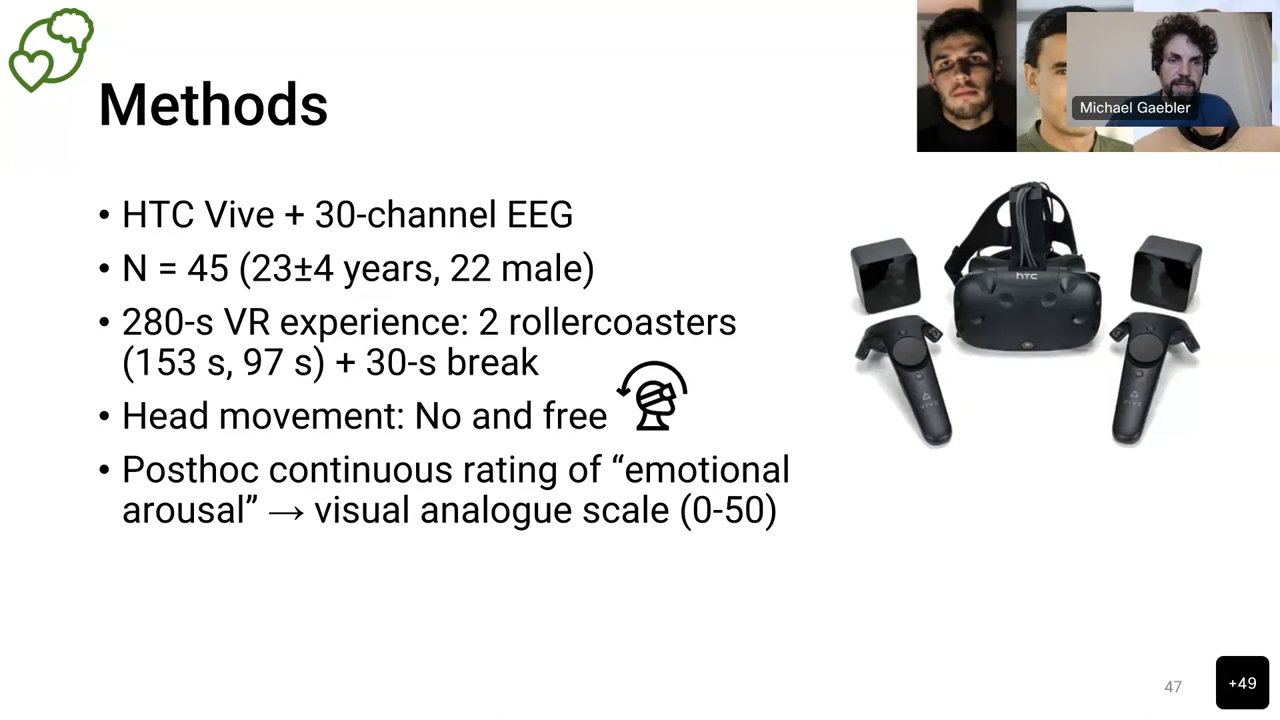 Methods
Michael Gaebler
• HTC Vive + 30-channel EEG
• N = 45 (23±4 years, 22 male)
• 280-s VR experience: 2 rollercoasters
(153 s, 97 s) + 30-s break
• Head movement: No and free
• Posthoc continuous rating of “emotional
arousal” → visual analogue scale (0-50)
hTC
VIVE
VIVE
47
+49